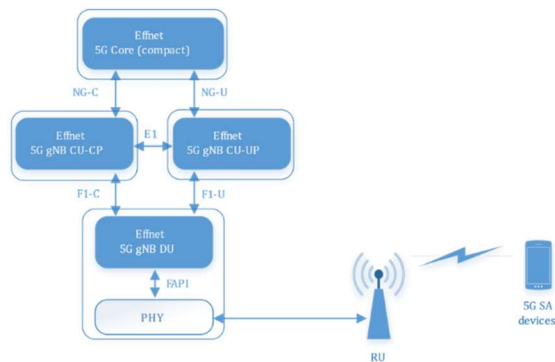 Effnet
5G Core (compact)
NG-C
NG-U
Effnet
5G gNB CU-CP
E1
Effnet
5G gNB CU-UP
F1-C
F1-U
Effnet
5G gNB DU
FAPI
PHY
RU
5G SA
devices